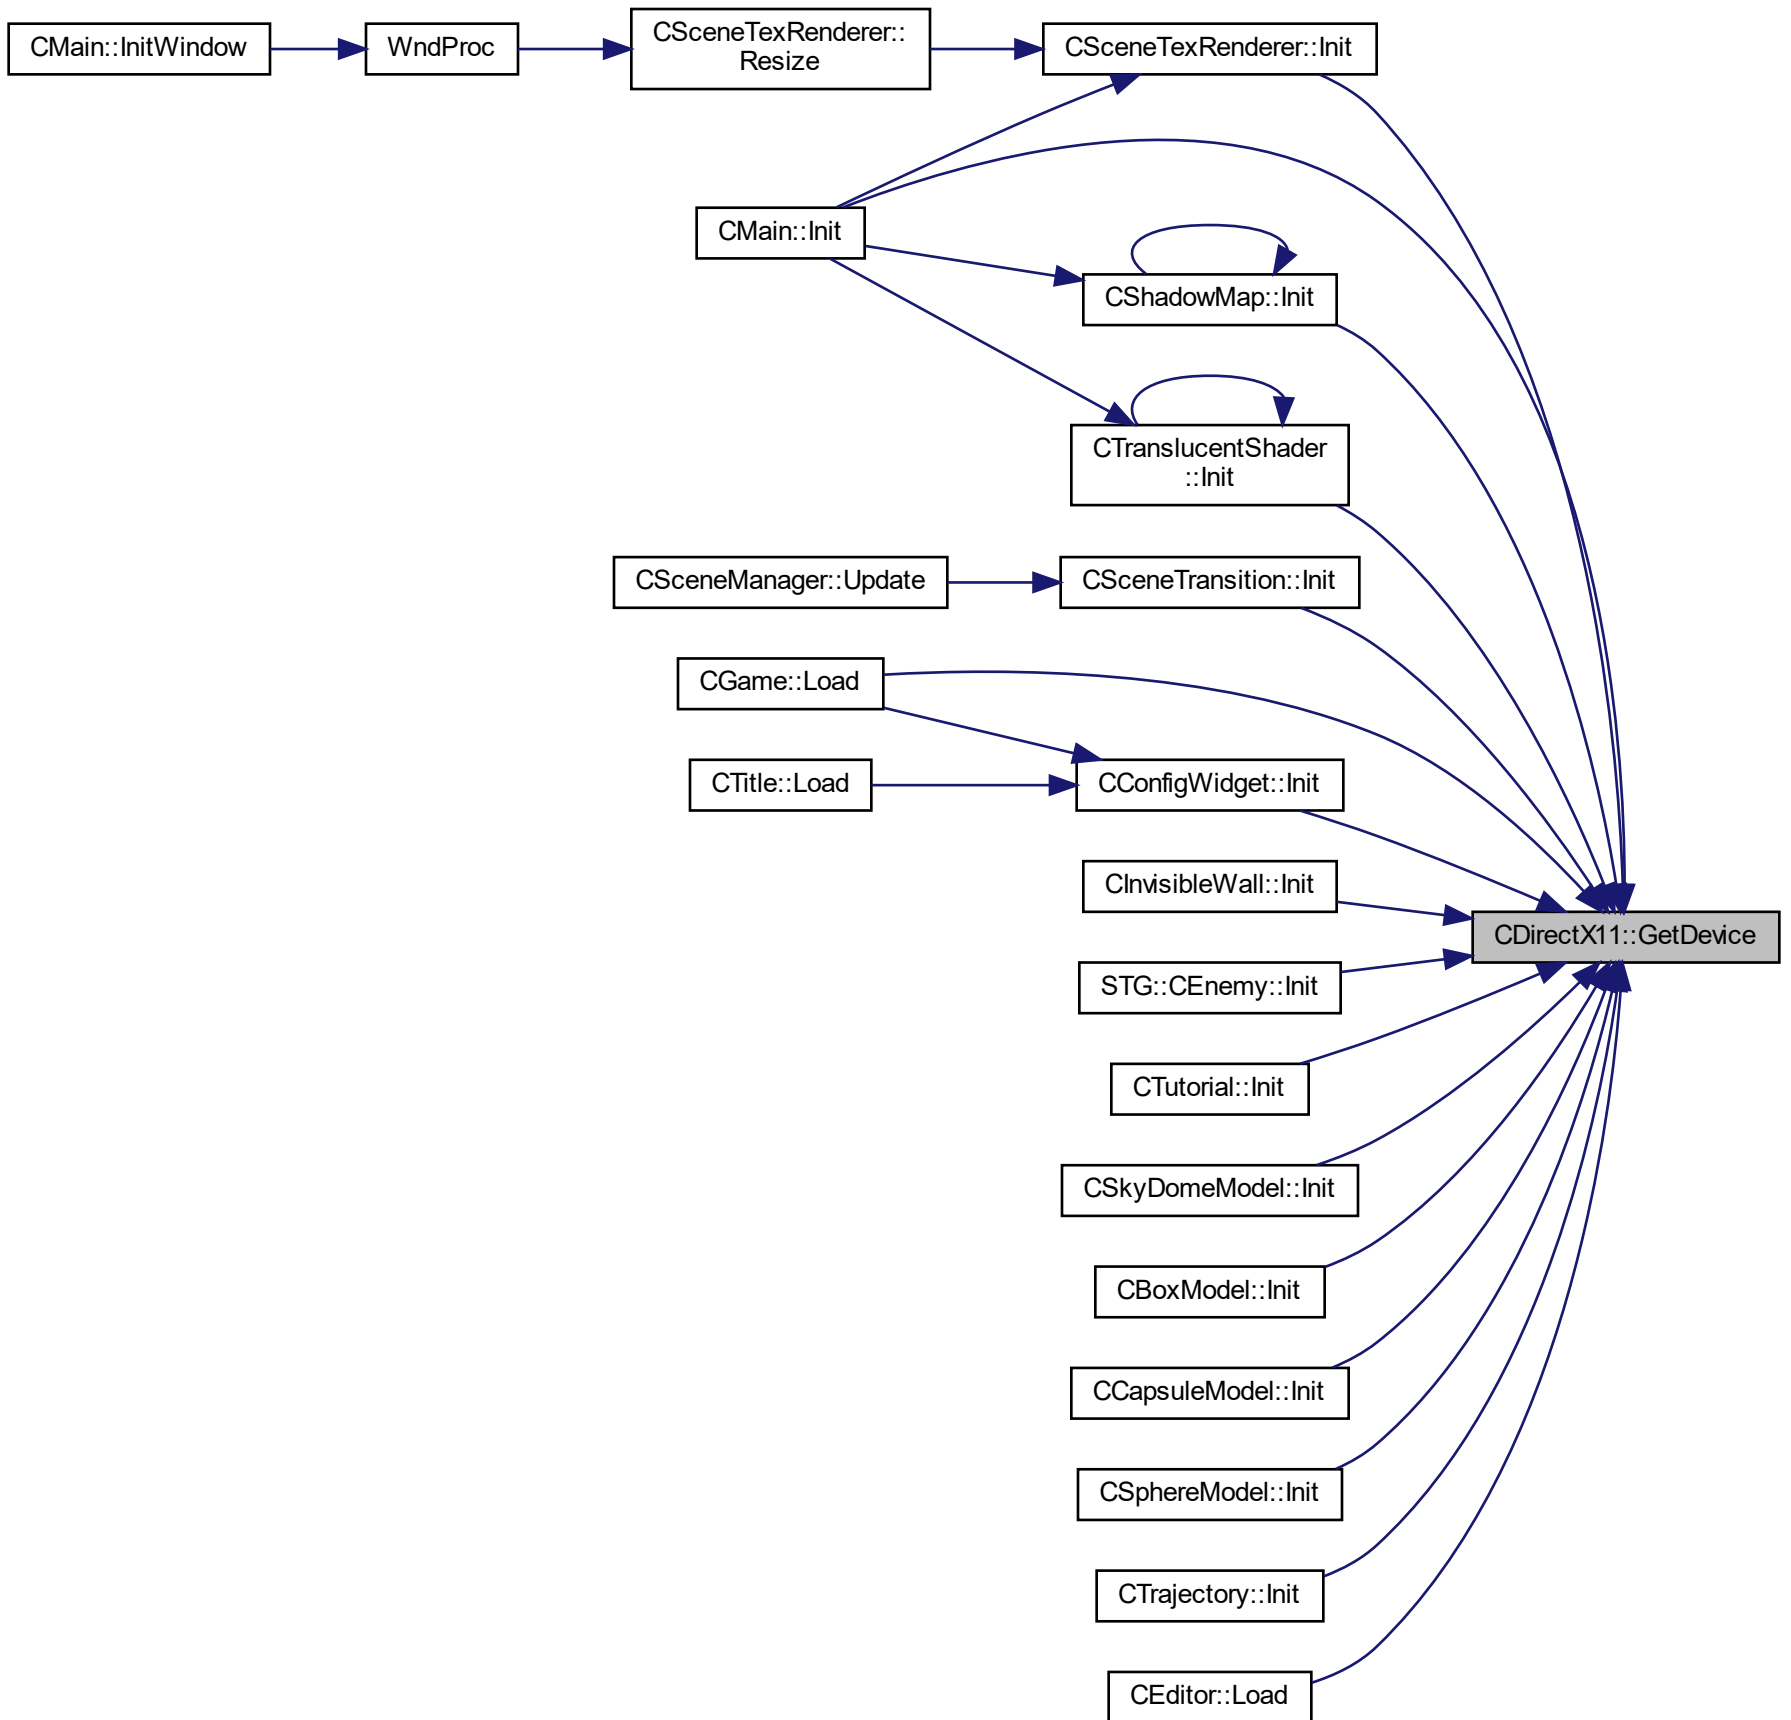 CMain::InitWindow
WndProc
CSceneTexRenderer::
Resize
CSceneTexRenderer::Init
CMain::Init
CShadowMap::Init
CTranslucentShader
::Init
CSceneManager::Update
CSceneTransition::Init
CGame::Load
CTitle::Load
CConfigWidget::Init
CInvisibleWall::Init
CDirectX11::GetDevice
STG::CEnemy::Init
CTutorial::Init
CSkyDomeModel::Init
CBoxModel::Init
CCapsuleModel::Init
CSphereModel::Init
CTrajectory::Init
CEditor::Load